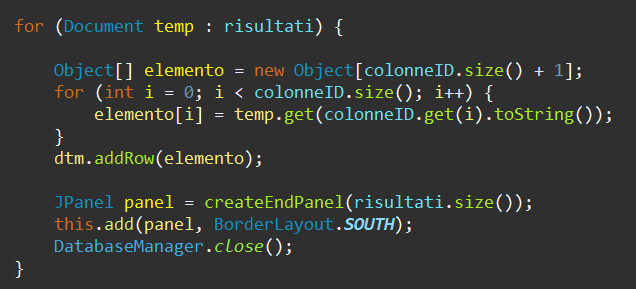 for (Document temp : risultati) {
Object[] elemento = new Object[colonneID.size() + 1];
for (int i = 0; i < colonneID.size(); i++) {
elemento[i] = temp.get(colonneID.get(i).toString());
}
dtm.addRow(elemento);
JPanel panel = createEndPanel(risultati.size());
this.add(panel, BorderLayout.SOUTH);
DatabaseManager.close();
}